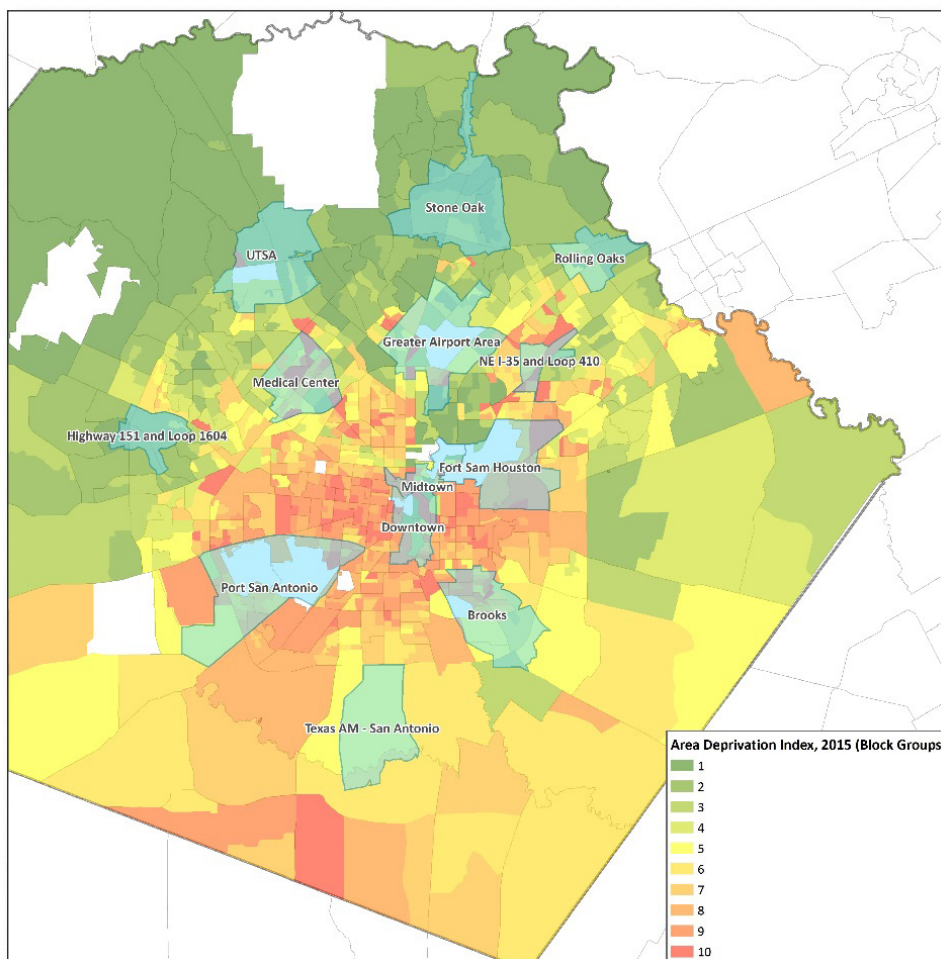 Stone Oak
UTSA
Rolling Oaks
Greater Airport Area
NE I-35 and Loop 410
Medical Center
Highway 151 and Loop 1604
Fort Sam Houston
Midtown
Downtown
Port San Antonio
Brooks
Texas AM - San Antonio
Area Deprivation Index, 2015 (Block Groups
1
2
3
4
5
6
7
8
9
10